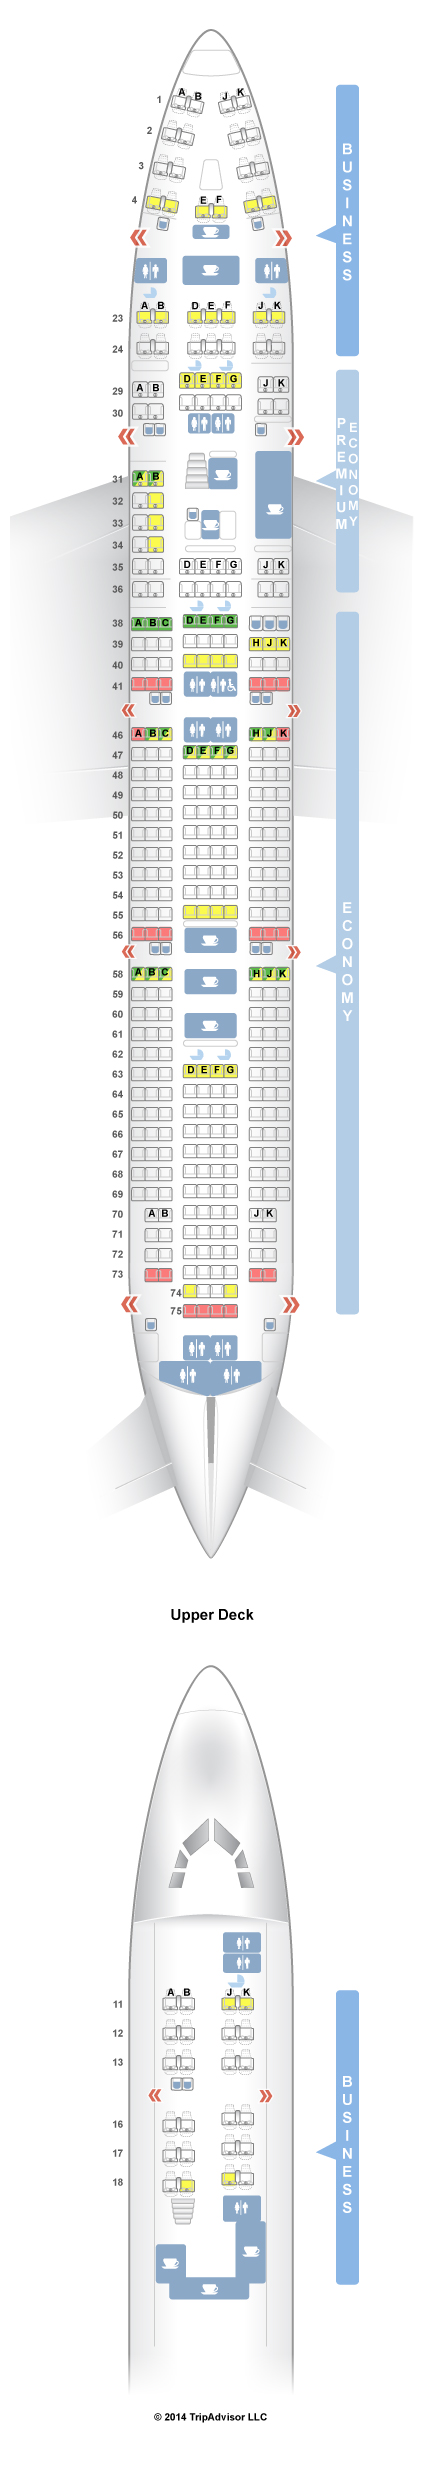 A B J K
1
2
3
4 E F
BUSINESS
A B D E F J K
23
24
D E F G
29 A B J K
30
31 A B
32
33
34
35 D E F G J K
36
PREMIUM
ECONOMY
38 A B C D E F G
39 H J K
40
41
46 A B C H J K
47 D E F G
48
49
50
51
52
53
54
55
56
58 A B C H J K
59
60
61
62
63 D E F G
64
65
66
67
68
69
70 A B J K
71
72
73
74
75
ECONOMY
Upper Deck
A B J K
11
12
13
16
17
18
BUSINESS
© 2014 TripAdvisor LLC